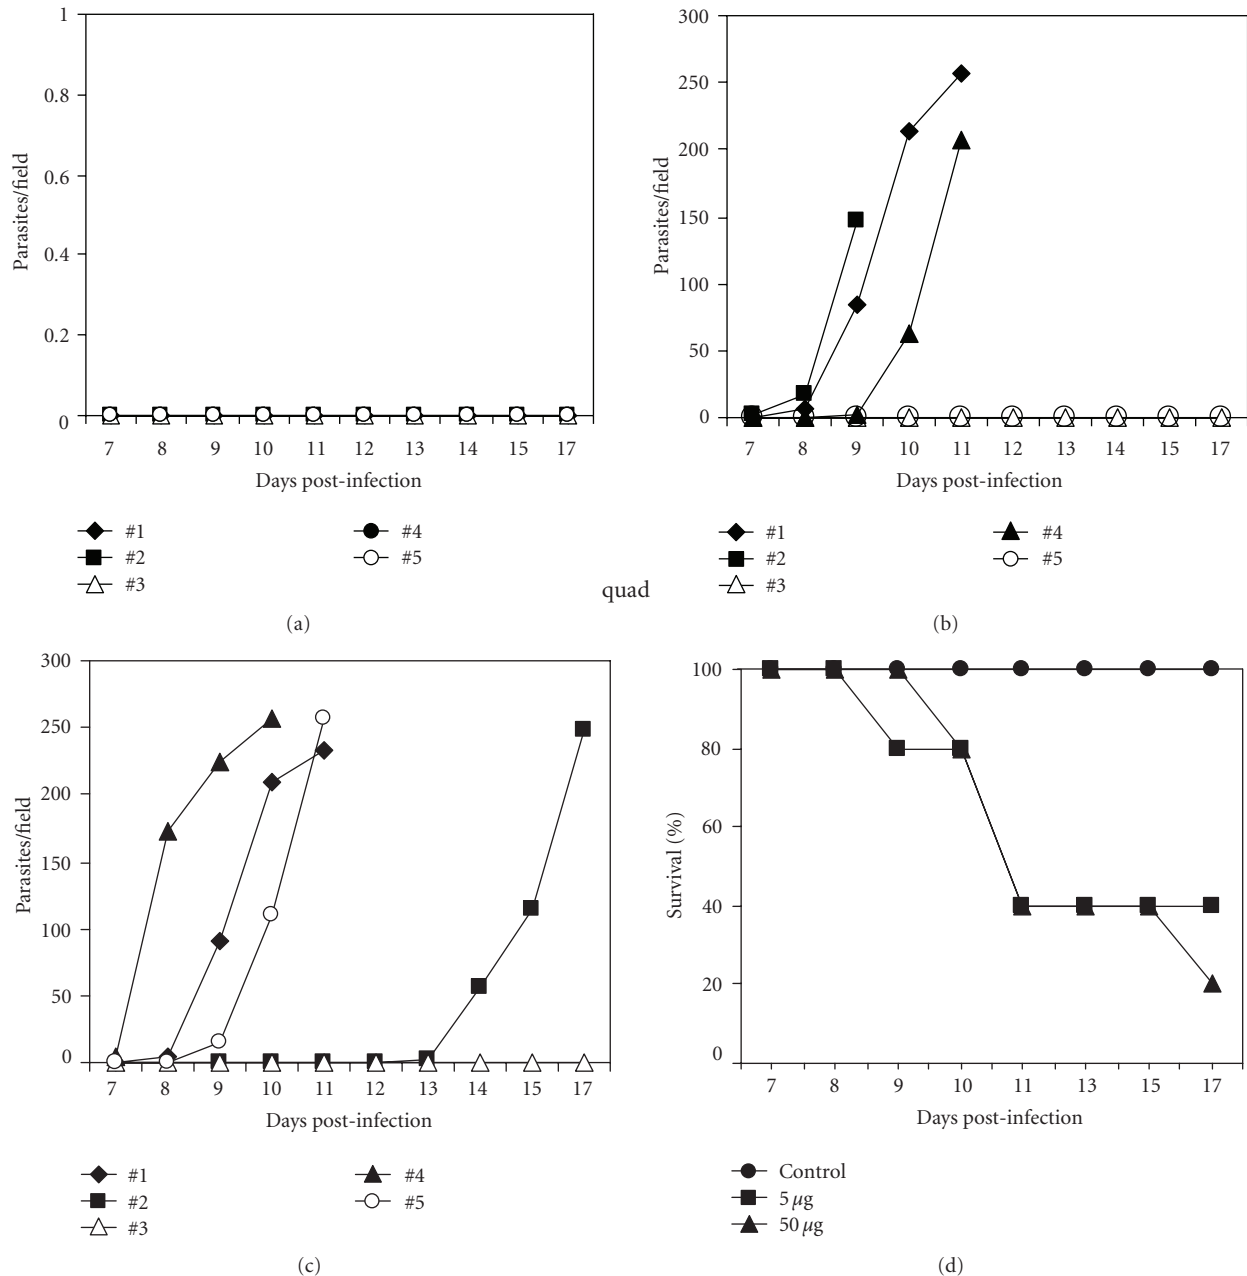 1
0.8
0.6
0.4
0.2
0
Parasites/field
7 8 9 10 11 12 13 14 15 17
Days post-infection
#1 #4
#2 #5
#3
(a)
300
250
200
150
100
50
0
Parasites/field
7 8 9 10 11 12 13 14 15 17
Days post-infection
#1 #4
#2 #5
#3
(b)
quad
300
250
200
150
100
50
0
Parasites/field
7 8 9 10 11 12 13 14 15 17
Days post-infection
#1 #4
#2 #5
#3
(c)
100
80
60
40
20
0
Survival (%)
7 8 9 10 11 13 15 17
Days post-infection
Control
5 µg
50 µg
(d)